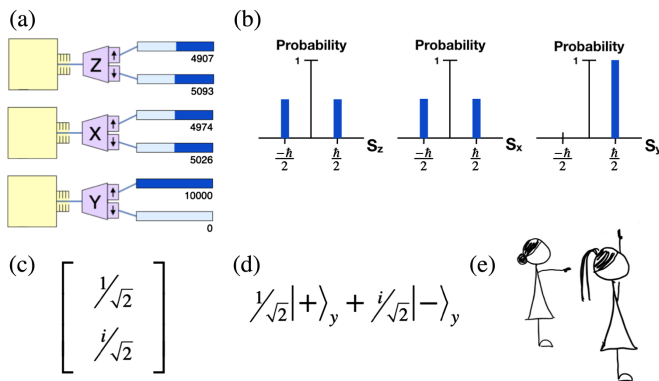 (a)
Z
4907
5093
X
4974
5026
Y
10000
0
(b)
Probability
1
-ħ/2
ħ/2
S_z
Probability
1
-ħ/2
ħ/2
S_x
Probability
1
-ħ/2
ħ/2
S_y
(c)
1/√2
i/√2
(d)
1/√2|+⟩_y + i/√2|−⟩_y
(e)